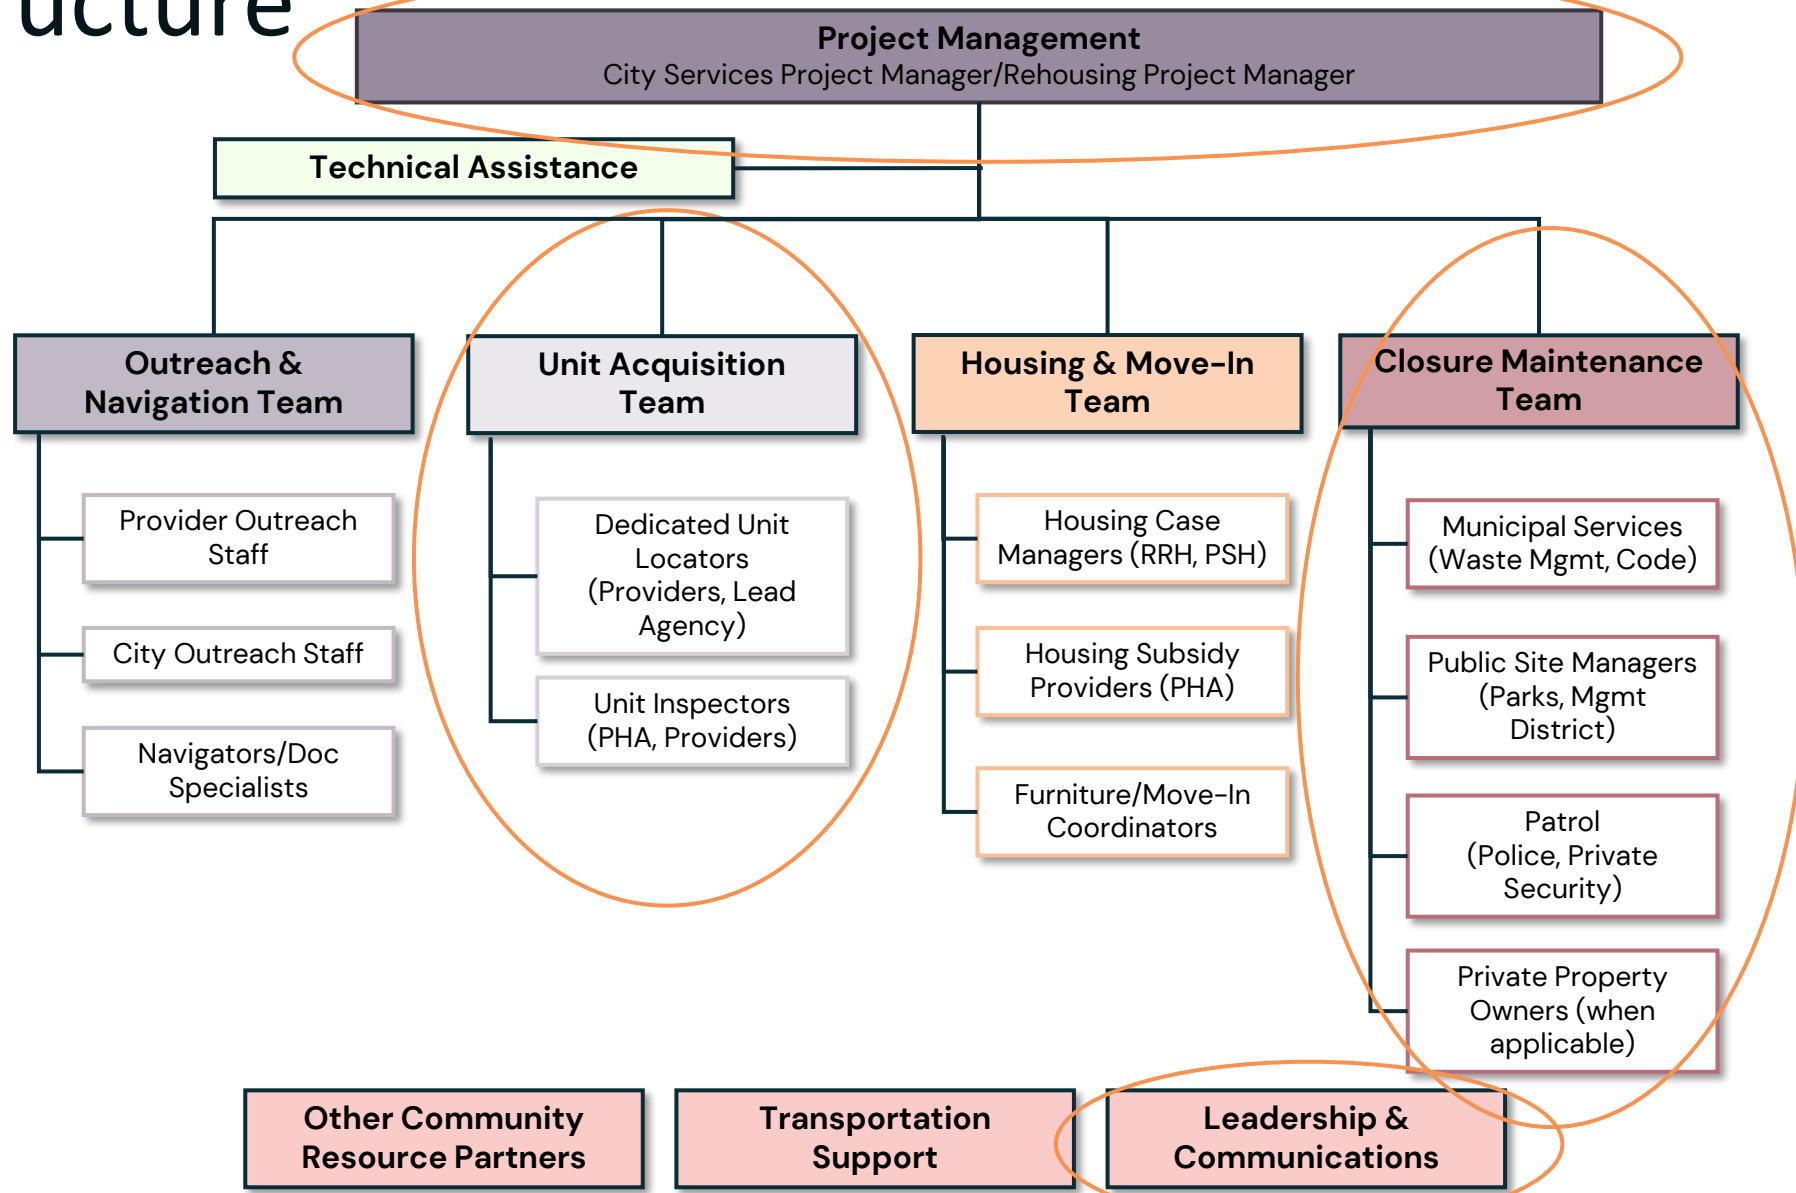 ucture
Project Management
City Services Project Manager/Rehousing Project Manager
Technical Assistance
Outreach &
Navigation Team
Provider Outreach
Staff
City Outreach Staff
Navigators/Doc
Specialists
Unit Acquisition
Team
Dedicated Unit
Locators
(Providers, Lead
Agency)
Unit Inspectors
(PHA, Providers)
Housing & Move-In
Team
Housing Case
Managers (RRH, PSH)
Housing Subsidy
Providers (PHA)
Furniture/Move-In
Coordinators
Closure Maintenance
Team
Municipal Services
(Waste Mgmt, Code)
Public Site Managers
(Parks, Mgmt
District)
Patrol
(Police, Private
Security)
Private Property
Owners (when
applicable)
Other Community
Resource Partners
Transportation
Support
Leadership &
Communications